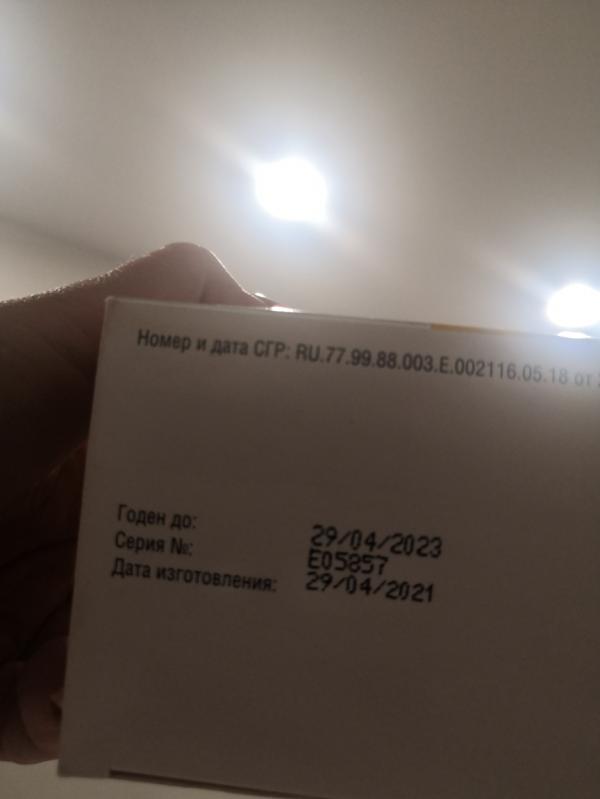 Номер и дата СГР: RU.77.99.88.003.E.002116.05.18 от
Годен до: 29/04/2023
Серия №: E05857
Дата изготовления: 29/04/2021